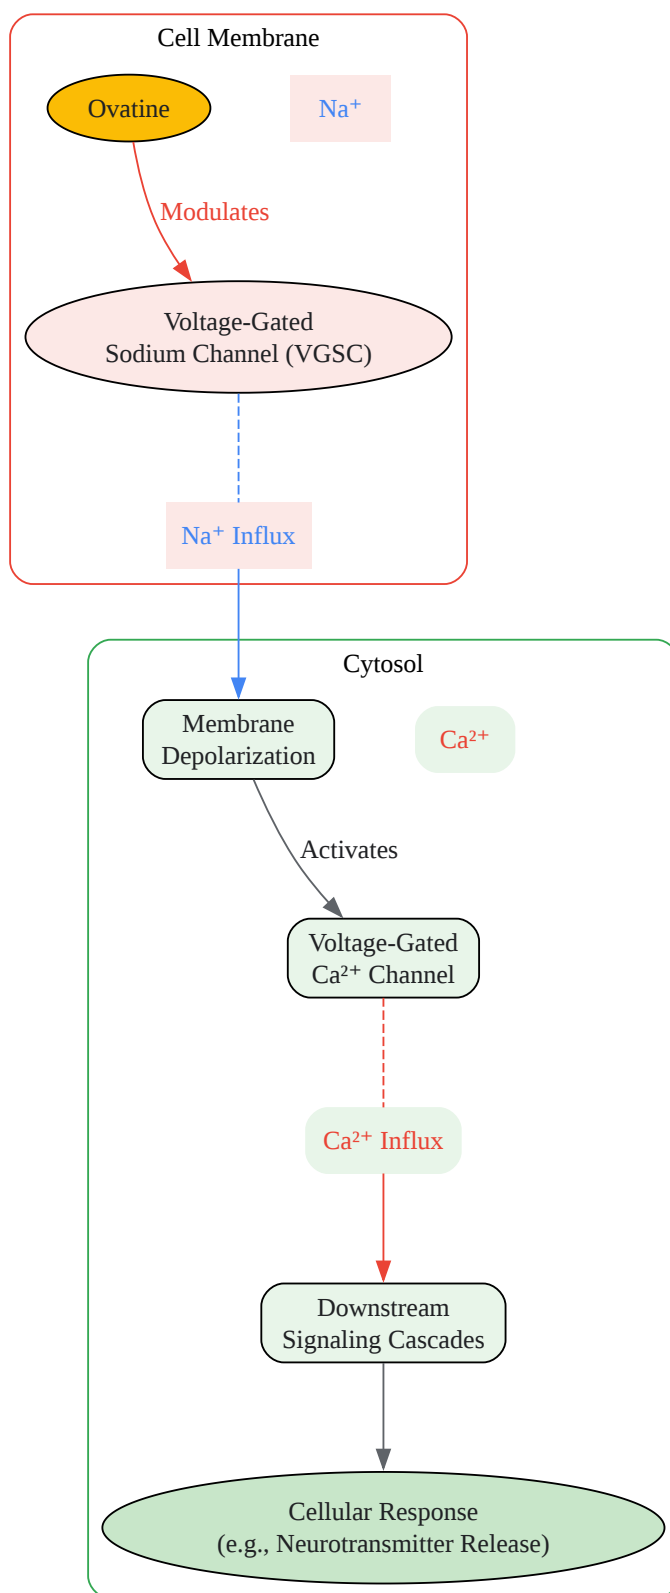 Cell Membrane
Ovatine
Na⁺
Modulates
Voltage-Gated
Sodium Channel (VGSC)
Na⁺ Influx
Cytosol
Membrane
Depolarization
Ca²⁺
Activates
Voltage-Gated
Ca²⁺ Channel
Ca²⁺ Influx
Downstream
Signaling Cascades
Cellular Response
(e.g., Neurotransmitter Release)